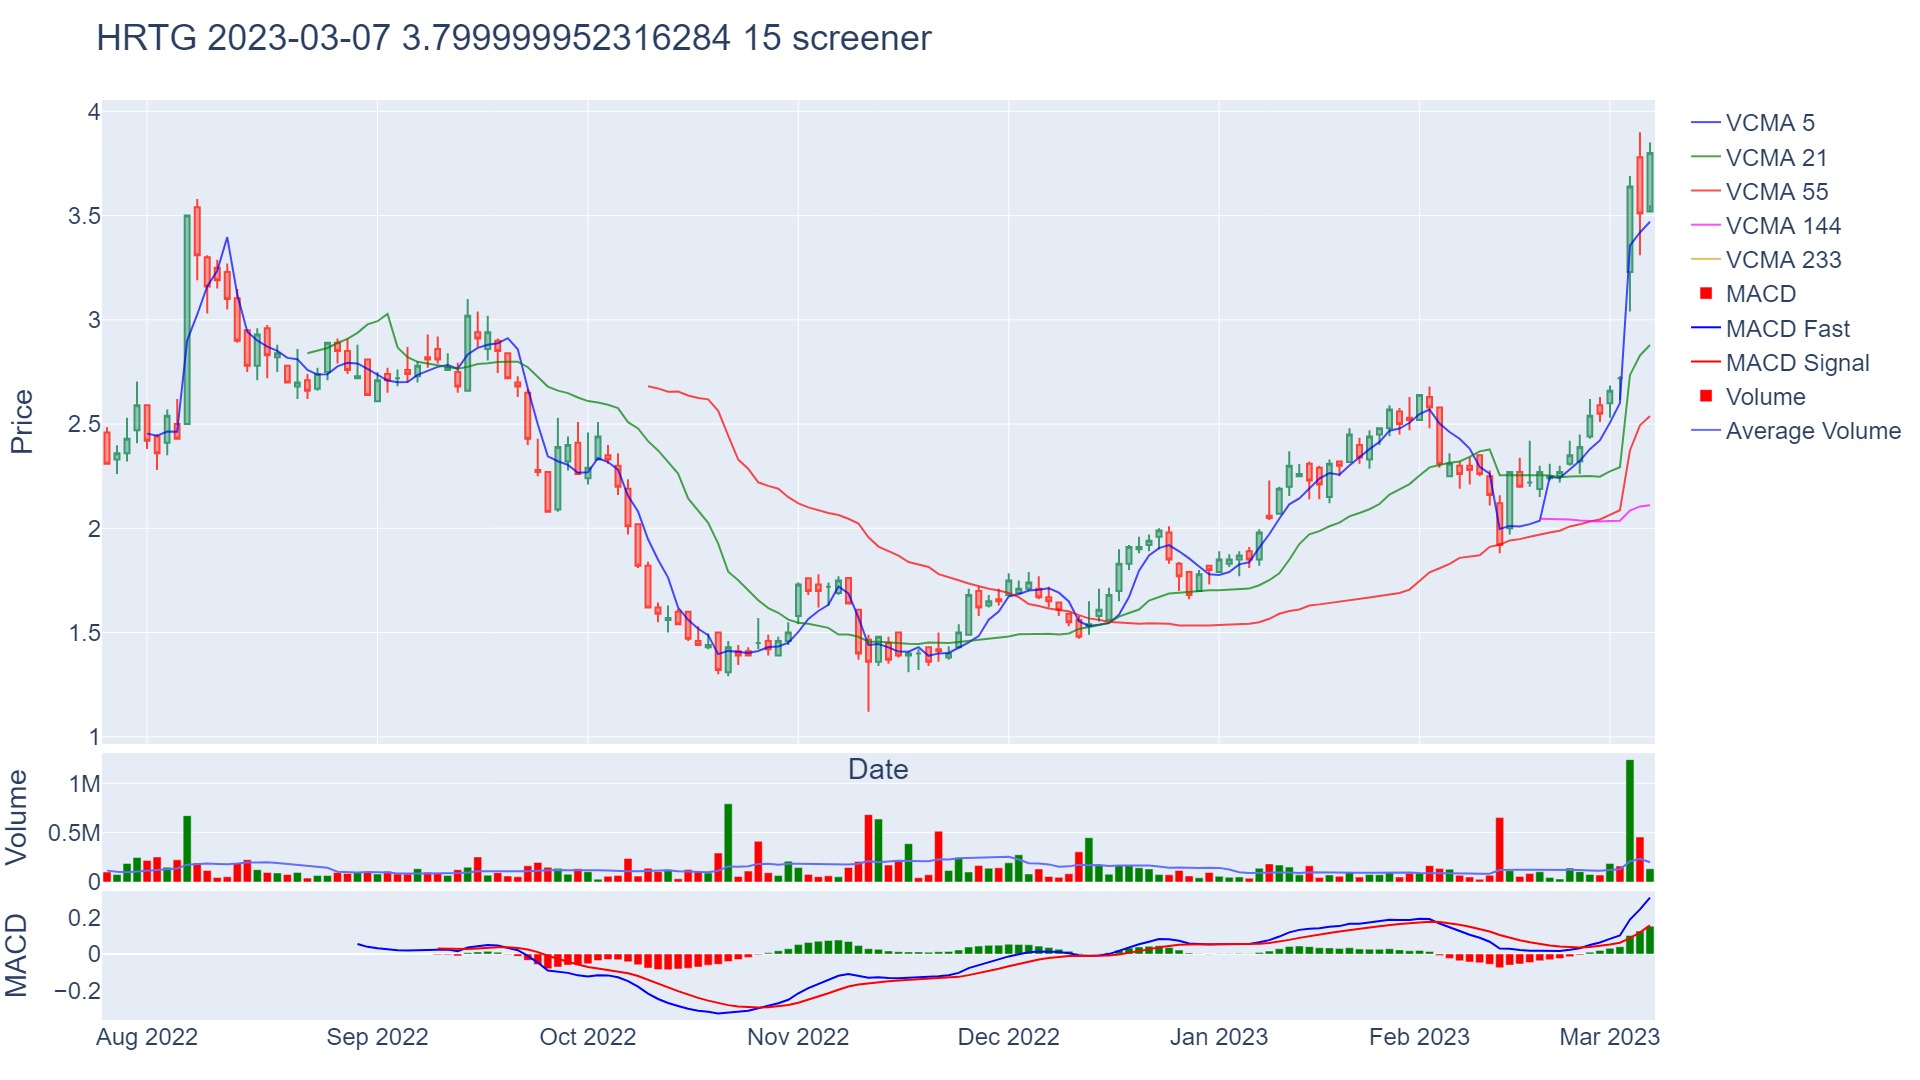 HRTG 2023-03-07 3.799999952316284 15 screener
4
3.5
3
2.5
2
1.5
1
Price
VCMA 5
VCMA 21
VCMA 55
VCMA 144
VCMA 233
MACD
MACD Fast
MACD Signal
Volume
Average Volume
Date
1M
0.5M
0
Volume
0.2
0
−0.2
MACD
Aug 2022 Sep 2022 Oct 2022 Nov 2022 Dec 2022 Jan 2023 Feb 2023 Mar 2023